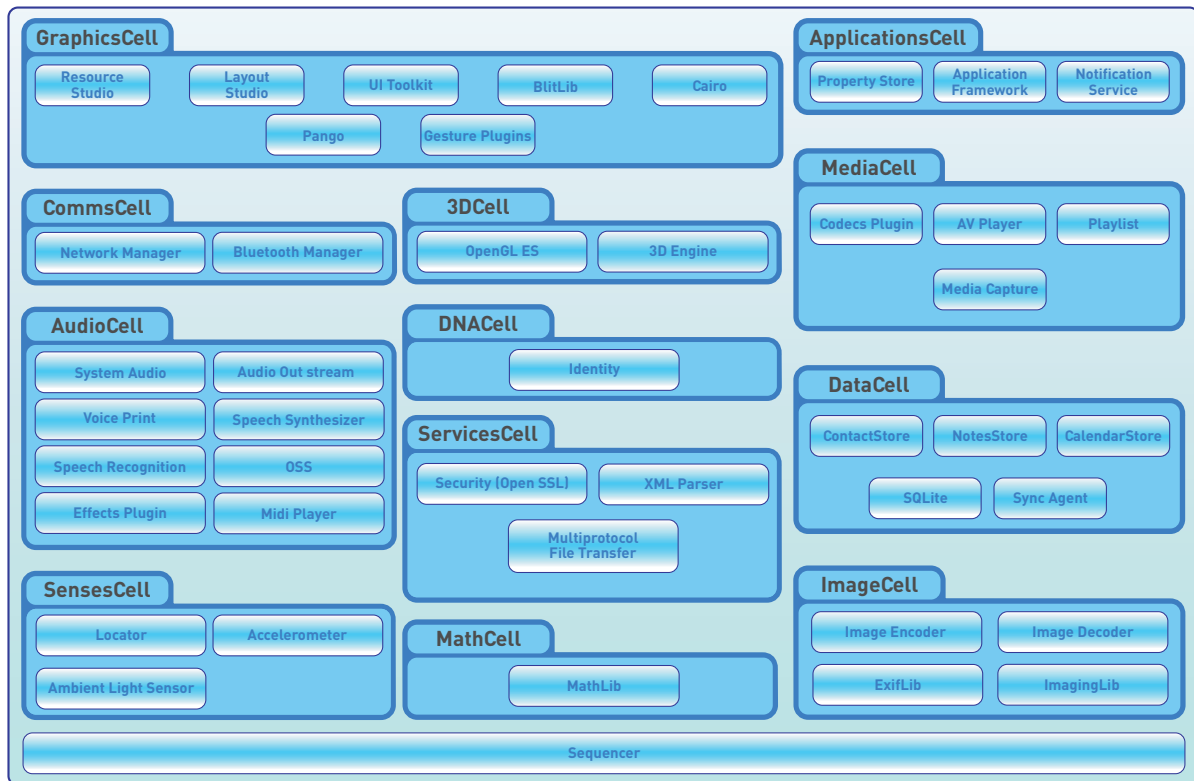 GraphicsCell
Resource
Studio
Layout
Studio
UI Toolkit
BlitLib
Cairo
Pango
Gesture Plugins
ApplicationsCell
Property Store
Application
Framework
Notification
Service
CommsCell
Network Manager
Bluetooth Manager
3DCell
OpenGL ES
3D Engine
MediaCell
Codecs Plugin
AV Player
Playlist
Media Capture
AudioCell
System Audio
Audio Out stream
Voice Print
Speech Synthesizer
Speech Recognition
OSS
Effects Plugin
Midi Player
DNACell
Identity
ServicesCell
Security (Open SSL)
XML Parser
Multiprotocol
File Transfer
DataCell
ContactStore
NotesStore
CalendarStore
SQLite
Sync Agent
SensesCell
Locator
Accelerometer
Ambient Light Sensor
MathCell
MathLib
ImageCell
Image Encoder
Image Decoder
ExifLib
ImagingLib
Sequencer